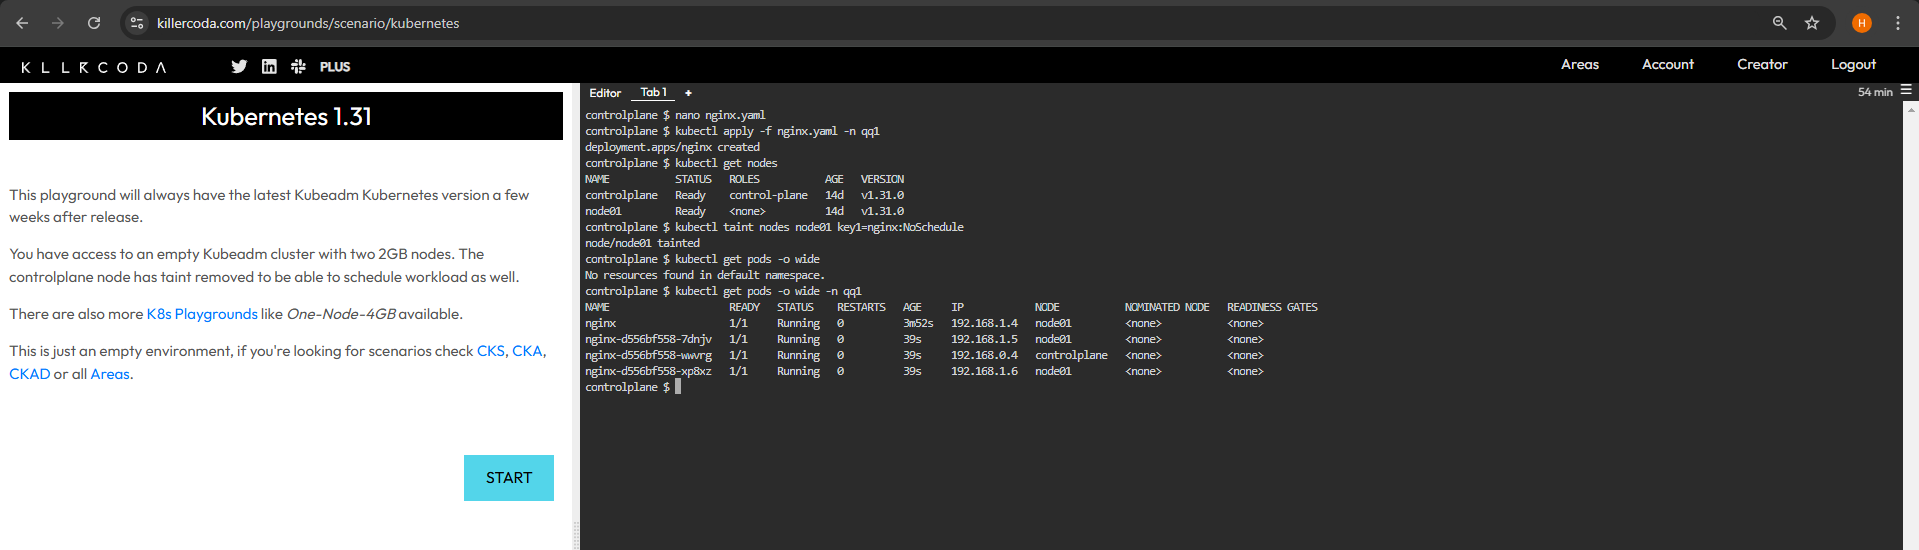 killercoda.com/playgrounds/scenario/kubernetes
H
KLLRCODA PLUS Areas Account Creator Logout
Kubernetes 1.31
This playground will always have the latest Kubeadm Kubernetes version a few
weeks after release.
You have access to an empty Kubeadm cluster with two 2GB nodes. The
controlplane node has taint removed to be able to schedule workload as well.
There are also more K8s Playgrounds like One-Node-4GB available.
This is just an empty environment, if you're looking for scenarios check CKS, CKA,
CKAD or all Areas.
START
Editor Tab 1 + 54 min
controlplane $ nano nginx.yaml
controlplane $ kubectl apply -f nginx.yaml -n qq1
deployment.apps/nginx created
controlplane $ kubectl get nodes
NAME STATUS ROLES AGE VERSION
controlplane Ready control-plane 14d v1.31.0
node01 Ready <none> 14d v1.31.0
controlplane $ kubectl taint nodes node01 key1=nginx:NoSchedule
node/node01 tainted
controlplane $ kubectl get pods -o wide
No resources found in default namespace.
controlplane $ kubectl get pods -o wide -n qq1
NAME READY STATUS RESTARTS AGE IP NODE NOMINATED NODE READINESS GATES
nginx 1/1 Running 0 3m52s 192.168.1.4 node01 <none> <none>
nginx-d556bf558-7dnjv 1/1 Running 0 39s 192.168.1.5 node01 <none> <none>
nginx-d556bf558-wwvrg 1/1 Running 0 39s 192.168.0.4 controlplane <none> <none>
nginx-d556bf558-xp8xz 1/1 Running 0 39s 192.168.1.6 node01 <none> <none>
controlplane $